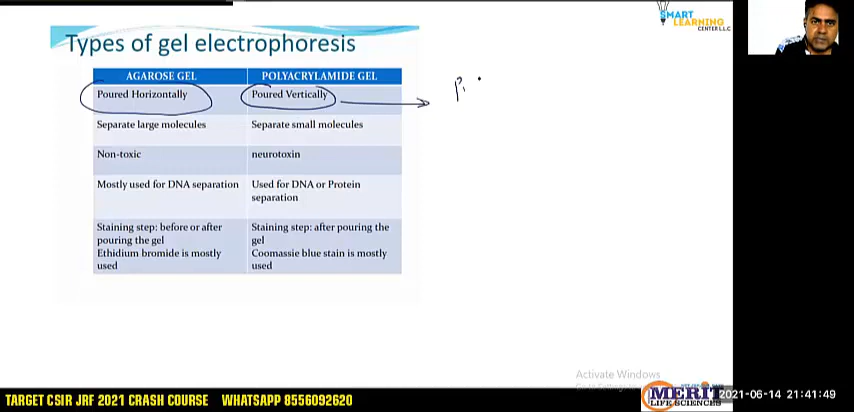 SMART
LEARNING
CENTER L.L.C
Types of gel electrophoresis
AGAROSE GEL POLYACRYLAMIDE GEL
Poured Horizontally Poured Vertically
Separate large molecules Separate small molecules
Non-toxic neurotoxin
Mostly used for DNA separation Used for DNA or Protein
separation
Staining step: before or after Staining step: after pouring the
pouring the gel gel
Ethidium bromide is mostly Coomassie blue stain is mostly
used used
Activate Windows
TARGET CSIR JRF 2021 CRASH COURSE WHATSAPP 8556092620
MERIT
LIFE SCIENCES
2021-06-14 21:41:49